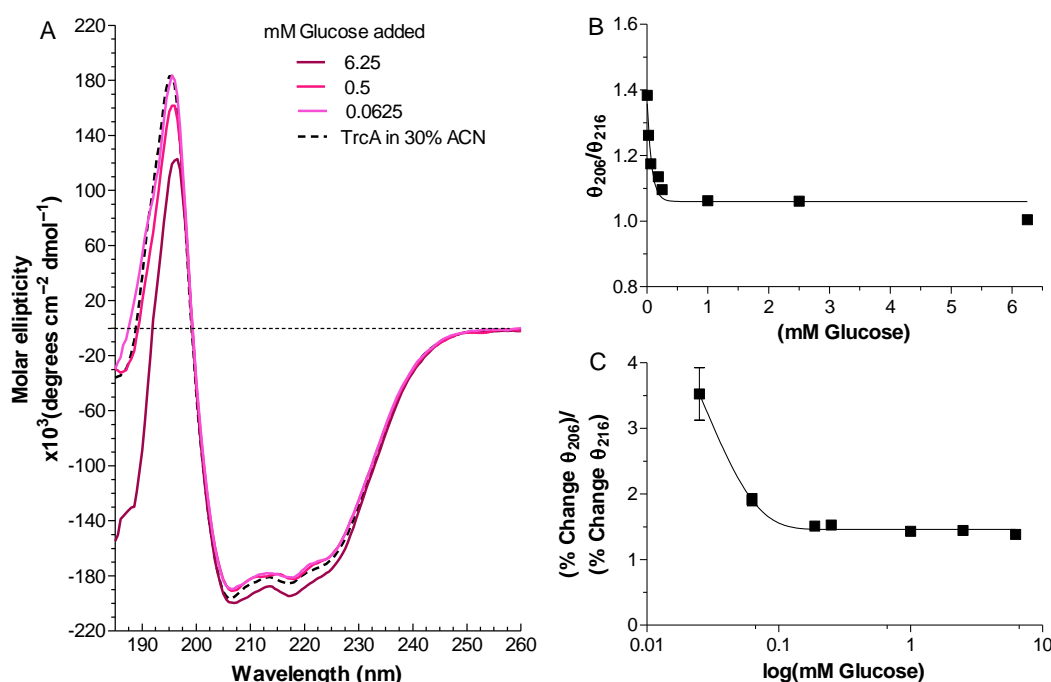 A
mM Glucose added
6.25
0.5
0.0625
TrcA in 30% ACN
220
180
140
100
60
20
-20
-60
-100
-140
-180
-220
Molar ellipticity
x10³(degrees cm⁻² dmol⁻¹)
190 200 210 220 230 240 250 260
Wavelength (nm)
B
1.6
1.4
1.2
1.0
0.8
θ₂₀₆/θ₂₁₆
0 1 2 3 4 5 6
(mM Glucose)
C
4
3
2
1
0
(% Change θ₂₀₆)/
(% Change θ₂₁₆)
0.01 0.1 1 10
log(mM Glucose)